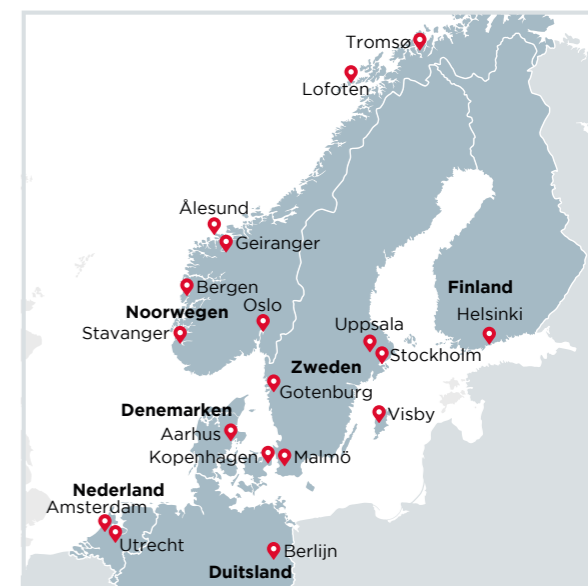 Tromsø
Lofoten
Ålesund
Geiranger
Bergen
Finland
Noorwegen
Oslo
Helsinki
Stavanger
Uppsala
Stockholm
Zweden
Gotenburg
Denemarken
Visby
Aarhus
Kopenhagen
Malmö
Nederland
Amsterdam
Utrecht
Berlijn
Duitsland